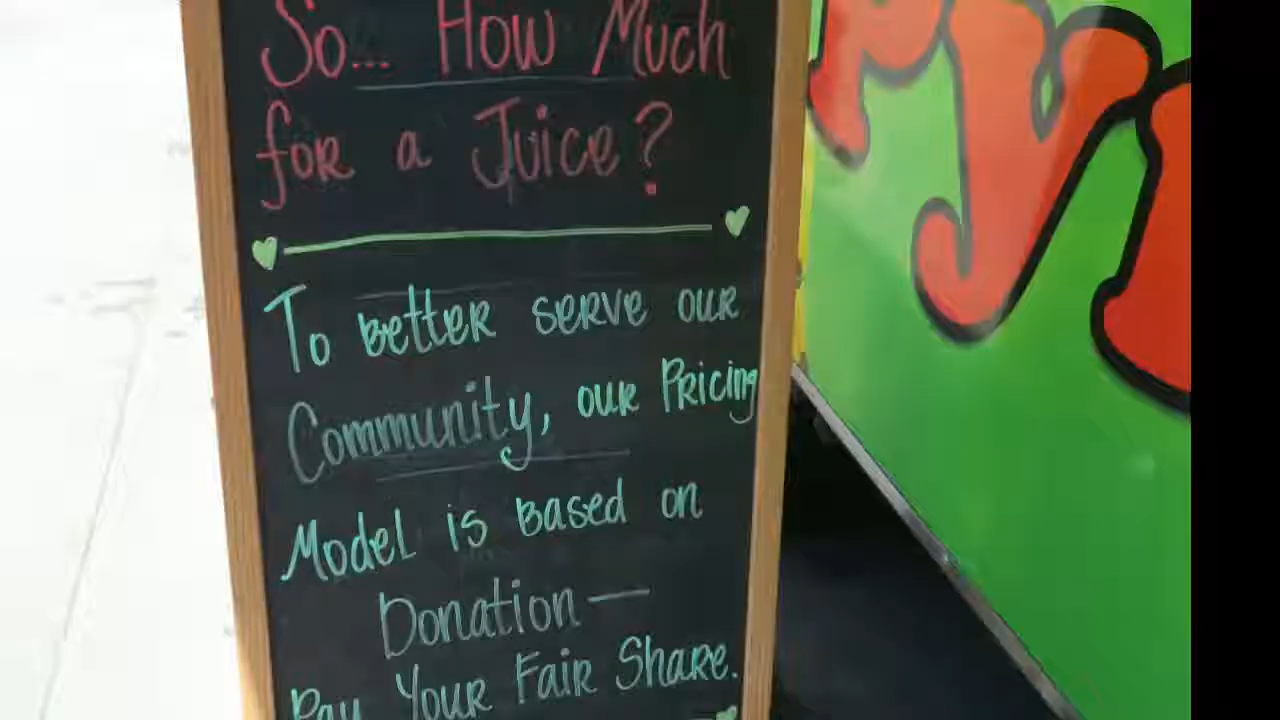 So... How Much
for a Juice?
To better serve our
Community, our Pricing
Model is based on
Donation —
Pay Your Fair Share.